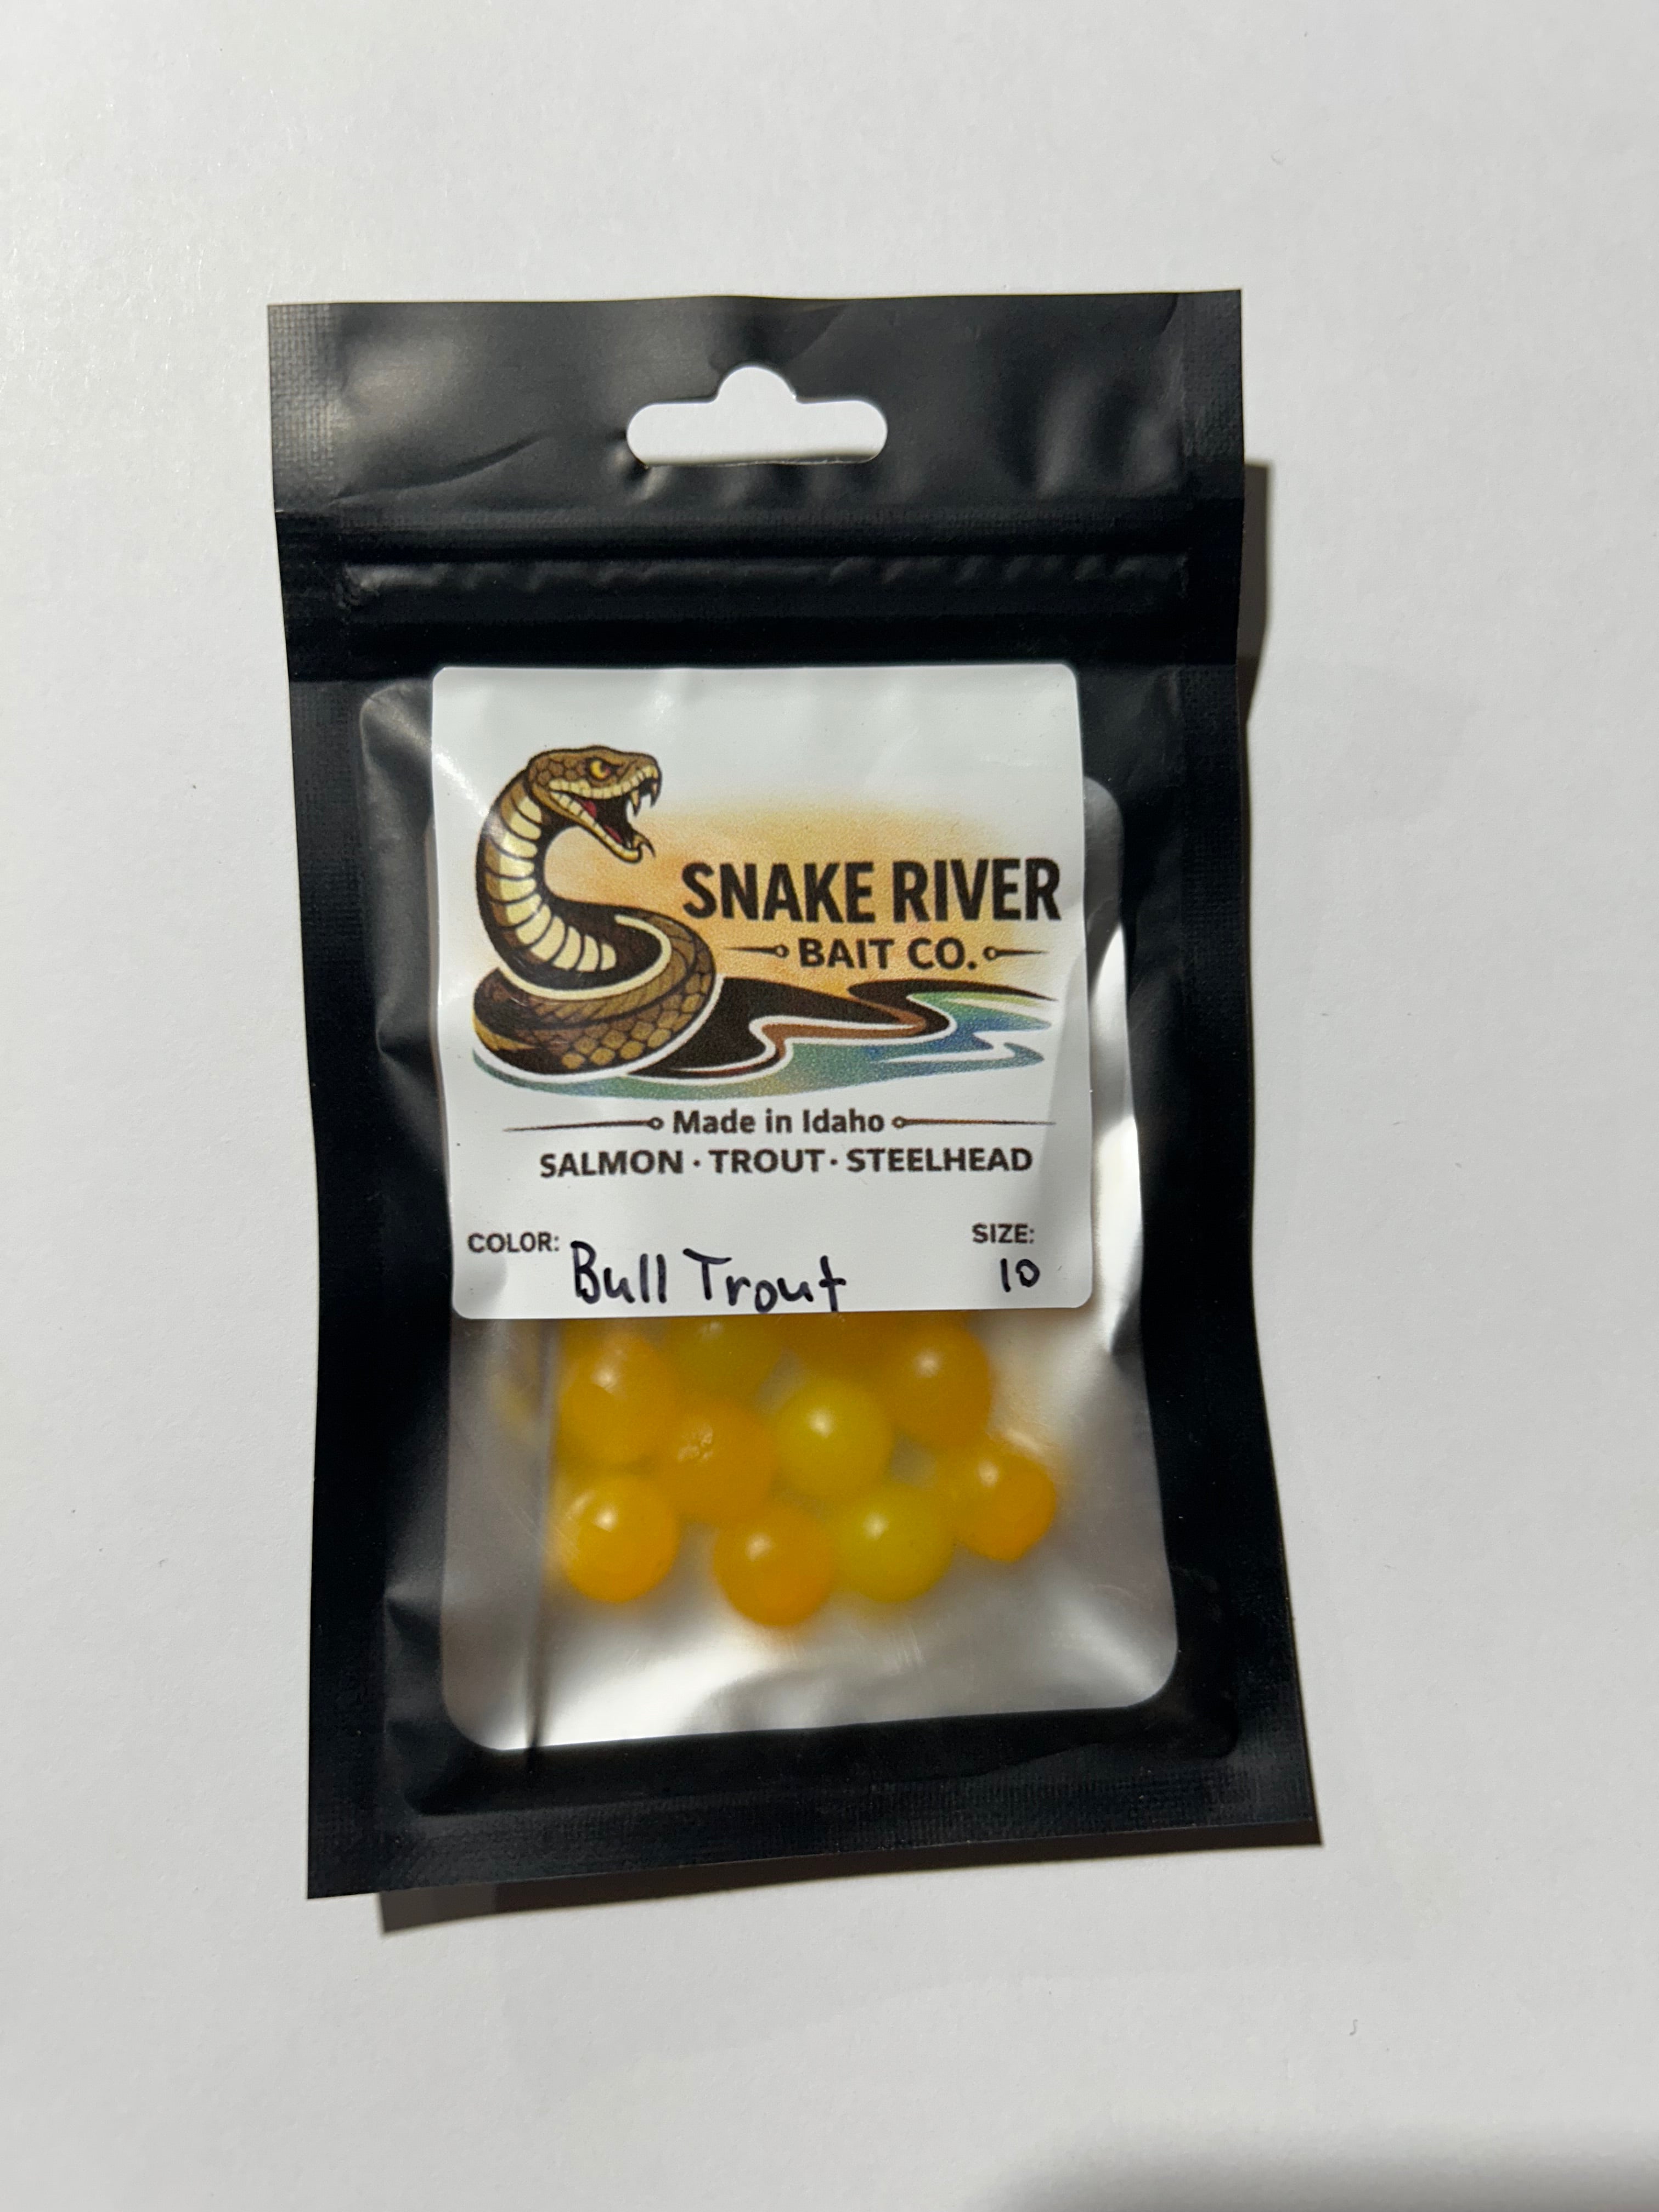 SNAKE RIVER
BAIT CO.
Made in Idaho
SALMON · TROUT · STEELHEAD
COLOR: Bull Trout
SIZE: 10